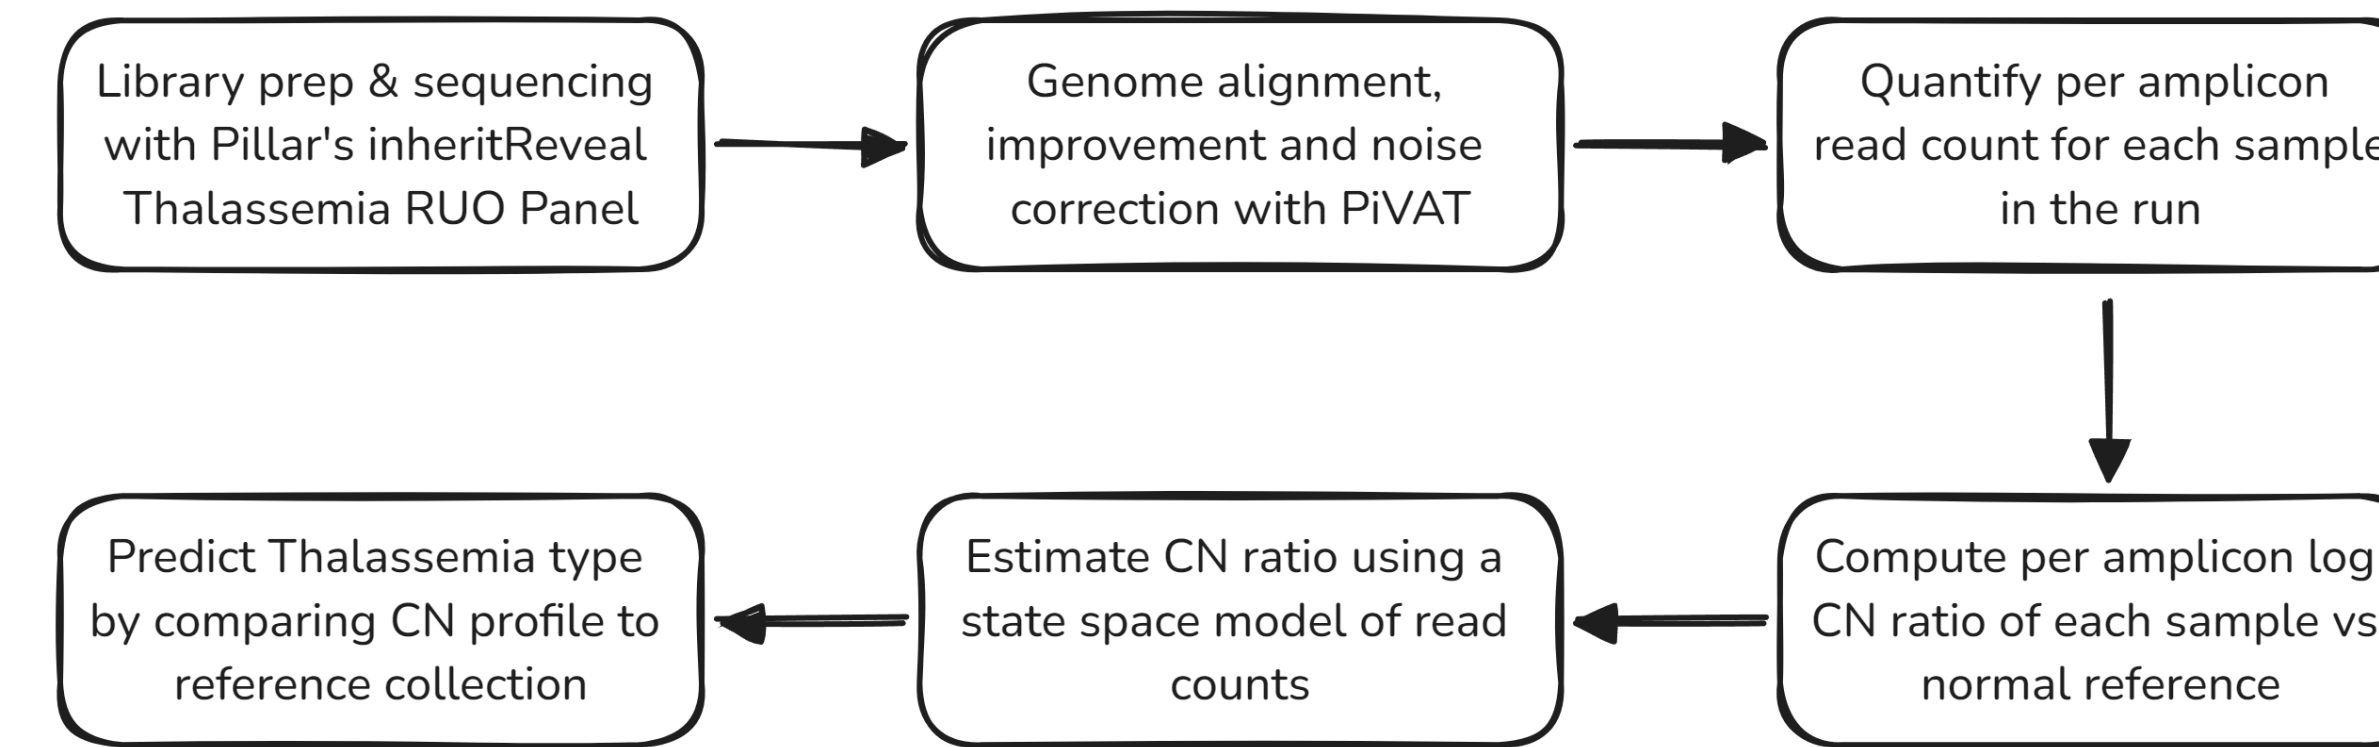 Library prep & sequencing
with Pillar's inheritReveal
Thalassemia RUO Panel
Genome alignment,
improvement and noise
correction with PiVAT
Quantify per amplicon
read count for each sample
in the run
Compute per amplicon log
CN ratio of each sample vs
normal reference
Estimate CN ratio using a
state space model of read
counts
Predict Thalassemia type
by comparing CN profile to
reference collection